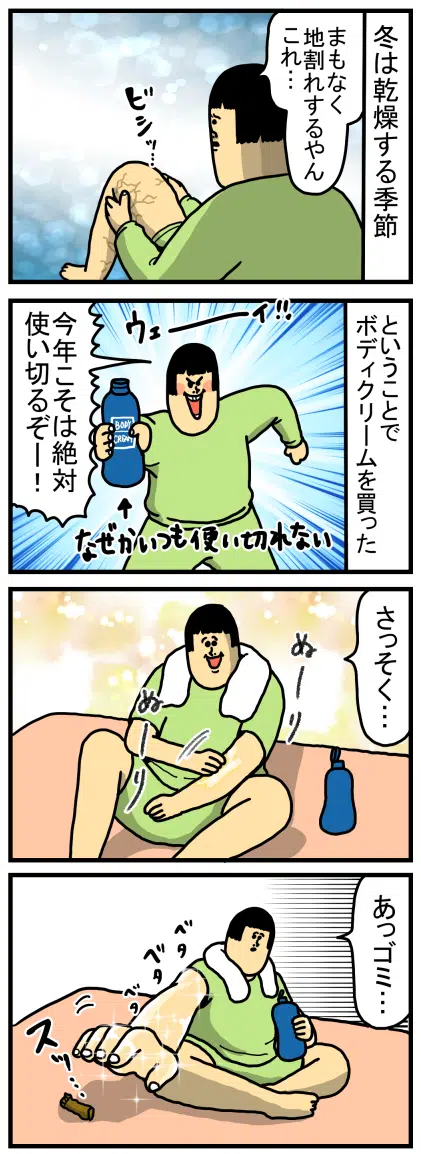 冬は乾燥する季節
まもなく
地割れするやん
これ…
ビシッ…
ということで
ボディクリームを買った
ウェーーイ!!
今年こそは絶対
使い切るぞー!
BODY
CREAM
なぜかいつも使い切れない
さっそく…
ぬーり
ぬーり
あっゴミ…
ベタ
ベタ
ベタ
スッ…